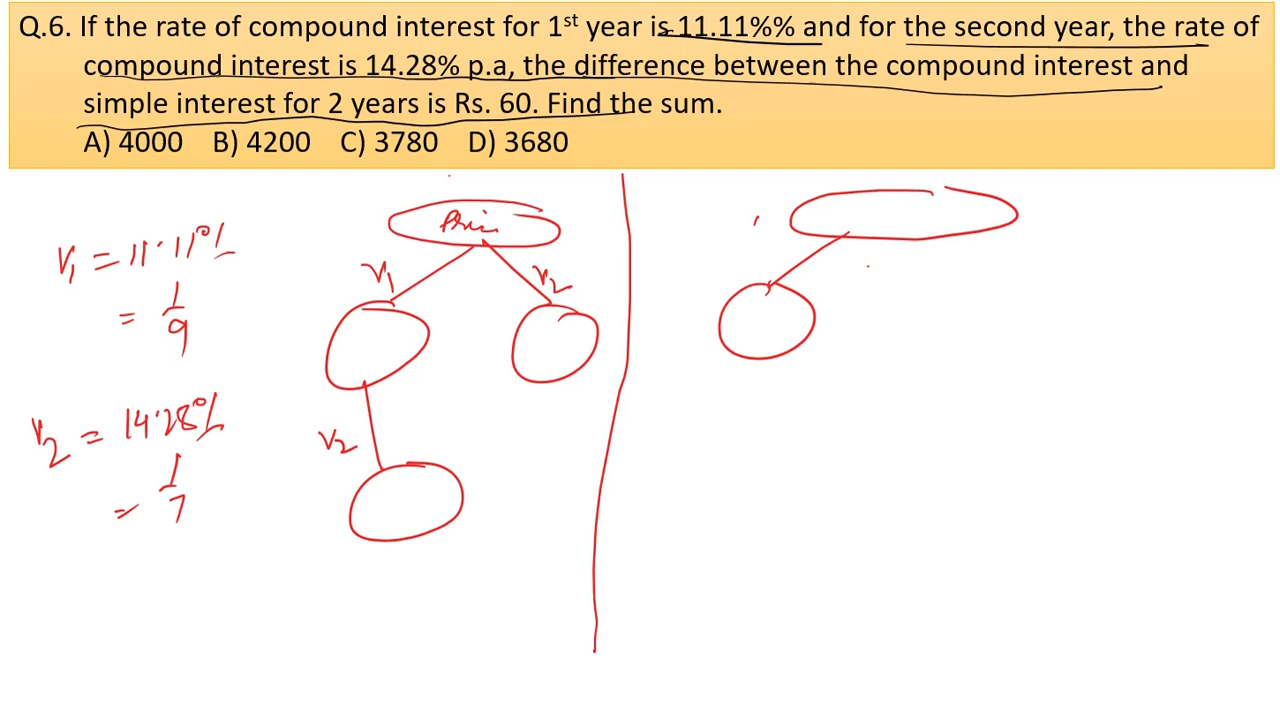 Q.6. If the rate of compound interest for 1st year is 11.11%% and for the second year, the rate of
compound interest is 14.28% p.a, the difference between the compound interest and
simple interest for 2 years is Rs. 60. Find the sum.
A) 4000 B) 4200 C) 3780 D) 3680
r1 = 11.11%
= 1/9
r2 = 14.28%
= 1/7
Prin
r1 r2
r2